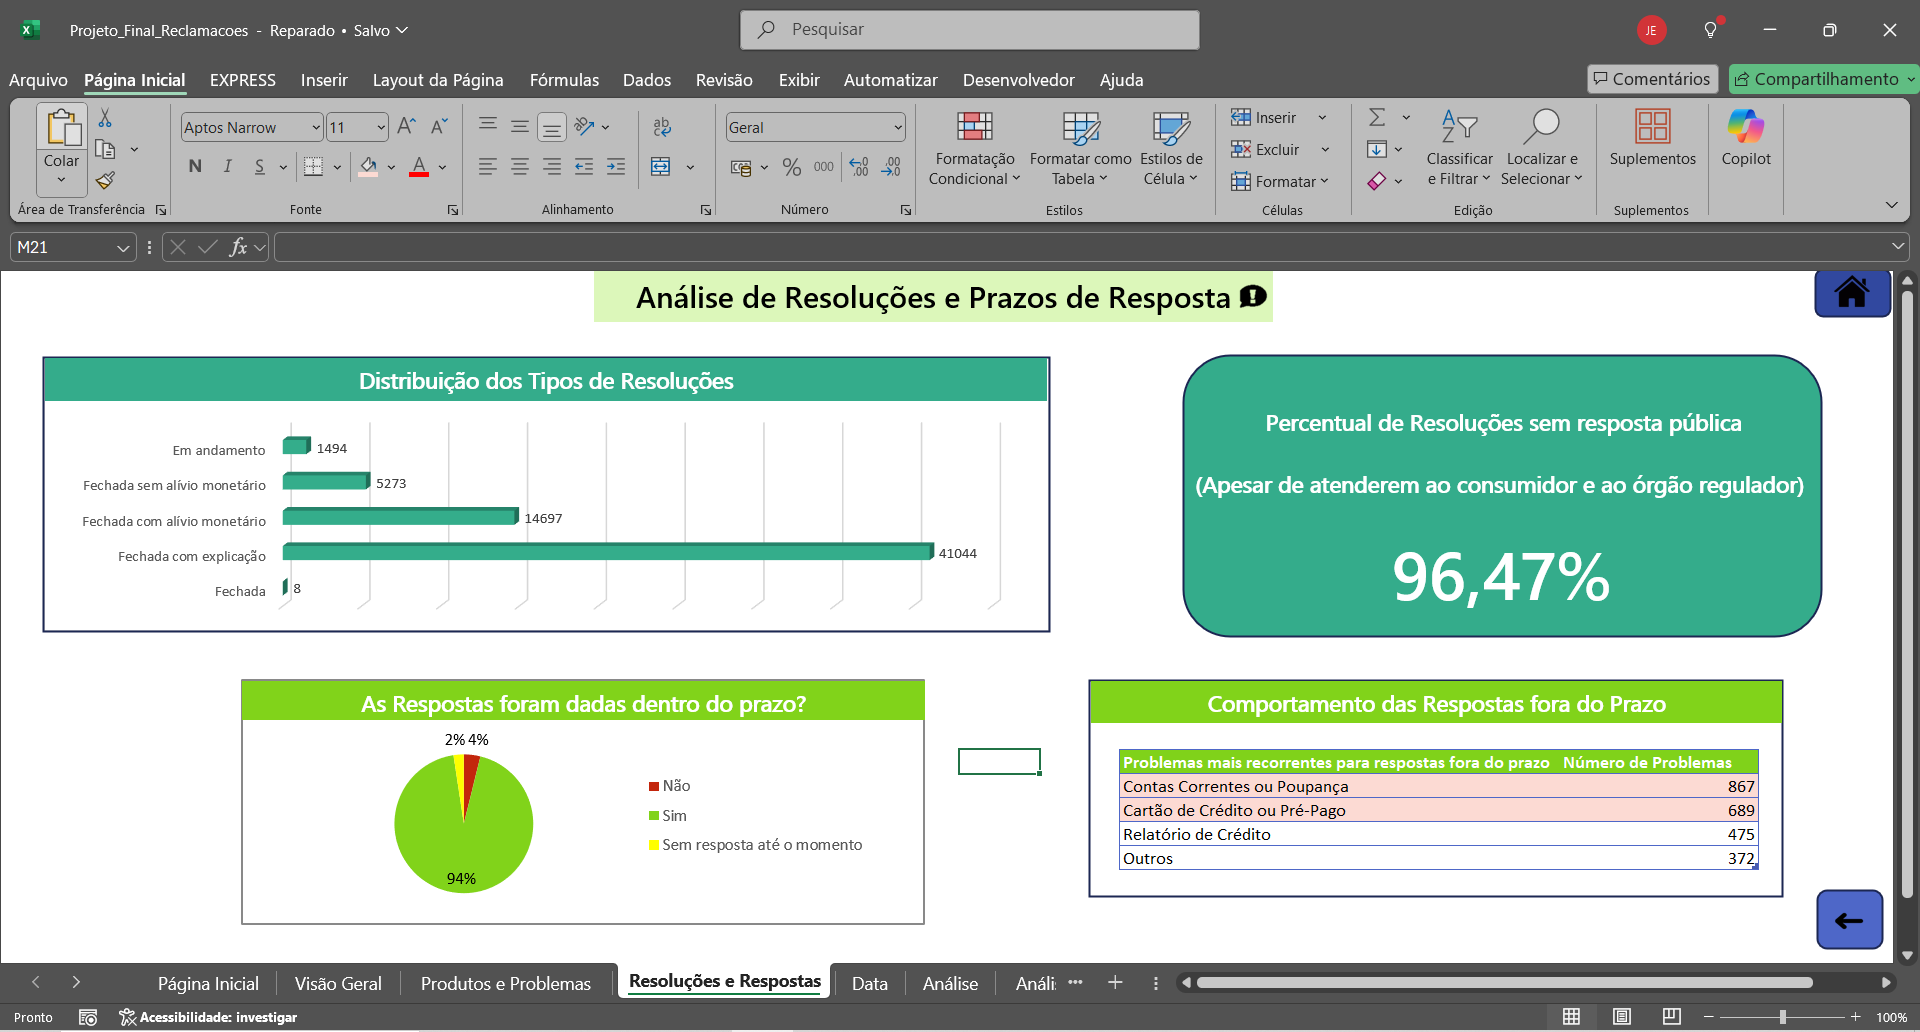 Projeto_Final_Reclamacoes - Reparado • Salvo
Pesquisar
JE
Arquivo Página Inicial EXPRESS Inserir Layout da Página Fórmulas Dados Revisão Exibir Automatizar Desenvolvedor Ajuda
Comentários Compartilhamento
Colar
Área de Transferência
Aptos Narrow 11
N I S
Fonte
Alinhamento
Geral
% 000
Número
Formatação Condicional
Formatar como Tabela
Estilos de Célula
Estilos
Inserir
Excluir
Formatar
Células
Classificar e Filtrar
Localizar e Selecionar
Edição
Suplementos
Suplementos
Copilot
M21
fx
Análise de Resoluções e Prazos de Resposta
Distribuição dos Tipos de Resoluções
Em andamento 1494
Fechada sem alívio monetário 5273
Fechada com alívio monetário 14697
Fechada com explicação 41044
Fechada 8
Percentual de Resoluções sem resposta pública
(Apesar de atenderem ao consumidor e ao órgão regulador)
96,47%
As Respostas foram dadas dentro do prazo?
2% 4%
Não
Sim
Sem resposta até o momento
94%
Comportamento das Respostas fora do Prazo
Problemas mais recorrentes para respostas fora do prazo Número de Problemas
Contas Correntes ou Poupança 867
Cartão de Crédito ou Pré-Pago 689
Relatório de Crédito 475
Outros 372
Página Inicial Visão Geral Produtos e Problemas Resoluções e Respostas Data Análise Análi
Pronto
Acessibilidade: investigar
100%